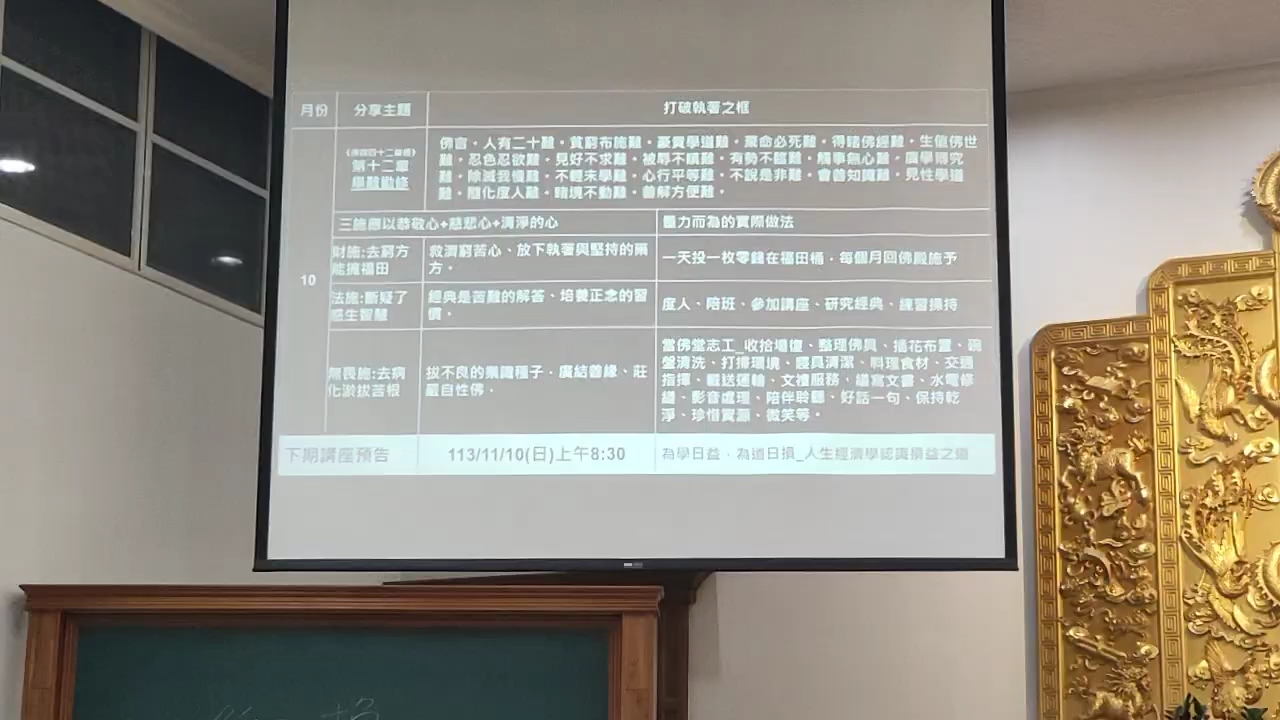 月份
分享主題
打破執著之框
10
《佛說四十二章經》
第十二章
學難勸修
佛言，人有二十難，貧窮布施難，豪貴學道難，棄命必死難，得睹佛經難，生值佛世
難，忍色忍欲難，見好不求難，被辱不瞋難，有勢不臨難，觸事無心難，廣學博究
難，除滅我慢難，不輕未學難，心行平等難，不說是非難，會善知識難，見性學道
難，隨化度人難，睹境不動難，善解方便難。
三施應以恭敬心+慈悲心+清淨的心
量力而為的實際做法
財施:去窮方
能擁福田
救濟窮苦心、放下執著與堅持的藥
方。
一天投一枚零錢在福田桶，每個月回佛殿施予
法施:斷疑了
惑生智慧
經典是苦難的解答、培養正念的習
慣。
度人、陪班、參加講座、研究經典、練習操持
無畏施:去病
化淤拔苦根
拔不良的業識種子，廣結善緣、莊
嚴自性佛。
當佛堂志工_收拾場復、整理佛具、插花布置、碗
盤清洗、打掃環境、寢具清潔、料理食材、交通
指揮、載送運輸、文禮服務、繕寫文書、水電修
繕、影音處理、陪伴聆聽、好話一句、保持乾
淨、珍惜資源、微笑等。
下期講座預告
113/11/10(日)上午8:30
為學日益，為道日損_人生經濟學認識損益之道